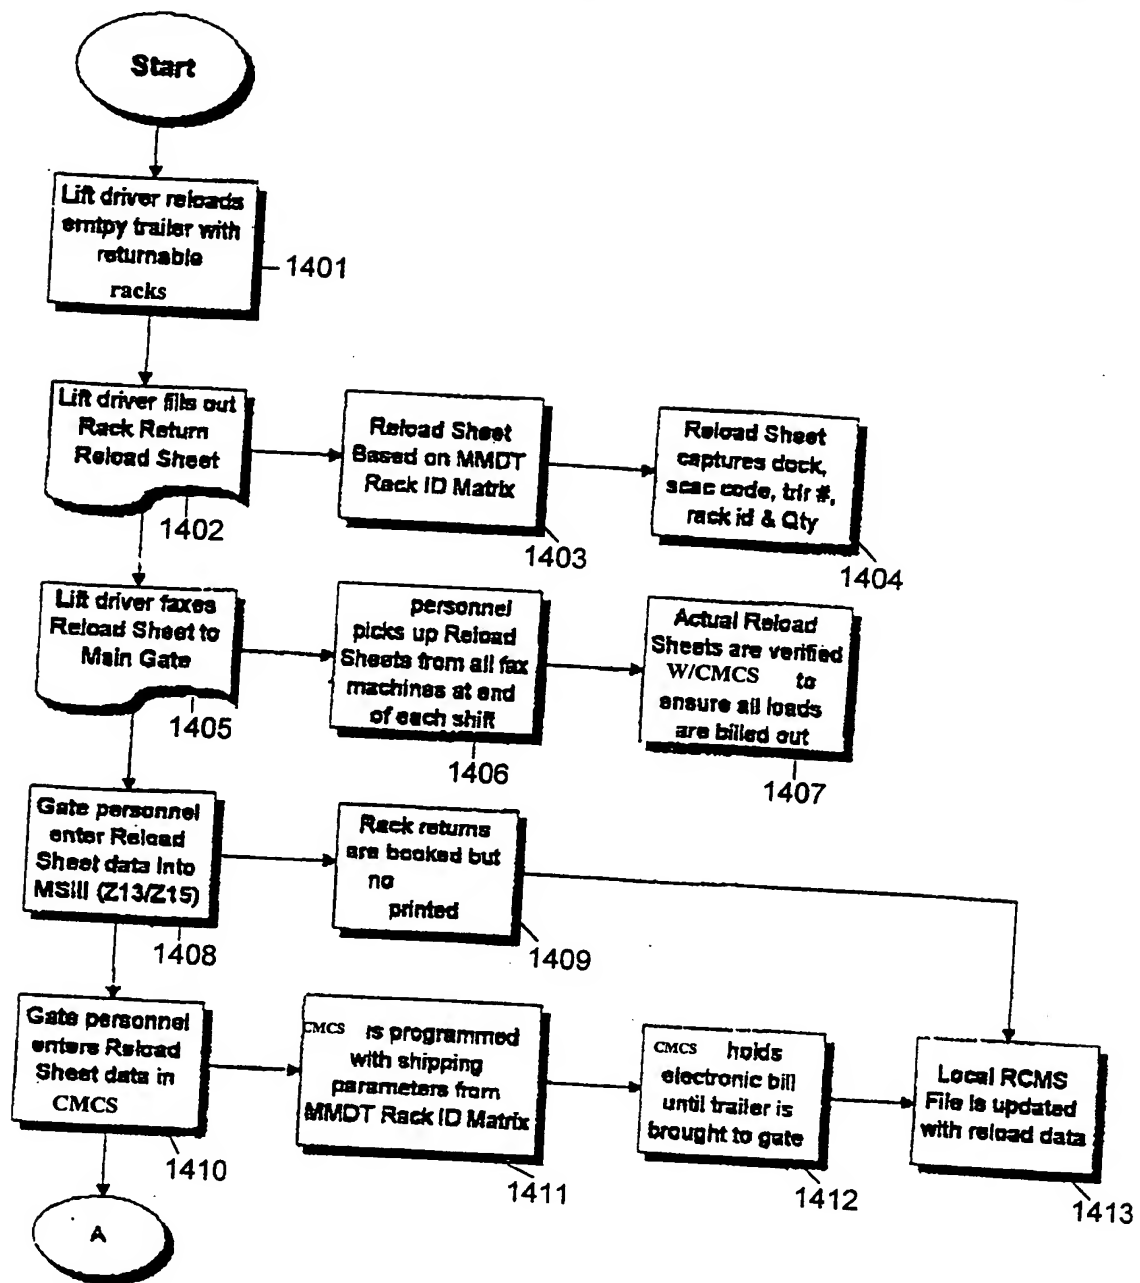 Start
Lift driver reloads
emtpy trailer with
returnable
racks
1401
Lift driver fills out
Rack Return
Reload Sheet
1402
Reload Sheet
Based on MMDT
Rack ID Matrix
1403
Reload Sheet
captures dock,
scac code, trlr #,
rack id & Qty
1404
Lift driver faxes
Reload Sheet to
Main Gate
1405
personnel
picks up Reload
Sheets from all fax
machines at end
of each shift
1406
Actual Reload
Sheets are verified
W/CMCS to
ensure all loads
are billed out
1407
Gate personnel
enter Reload
Sheet data into
MSIII (Z13/Z15)
1408
Rack returns
are booked but
no
printed
1409
Gate personnel
enters Reload
Sheet data in
CMCS
1410
CMCS is programmed
with shipping
parameters from
MMDT Rack ID Matrix
1411
CMCS holds
electronic bill
until trailer is
brought to gate
1412
Local RCMS
File is updated
with reload data
1413
A